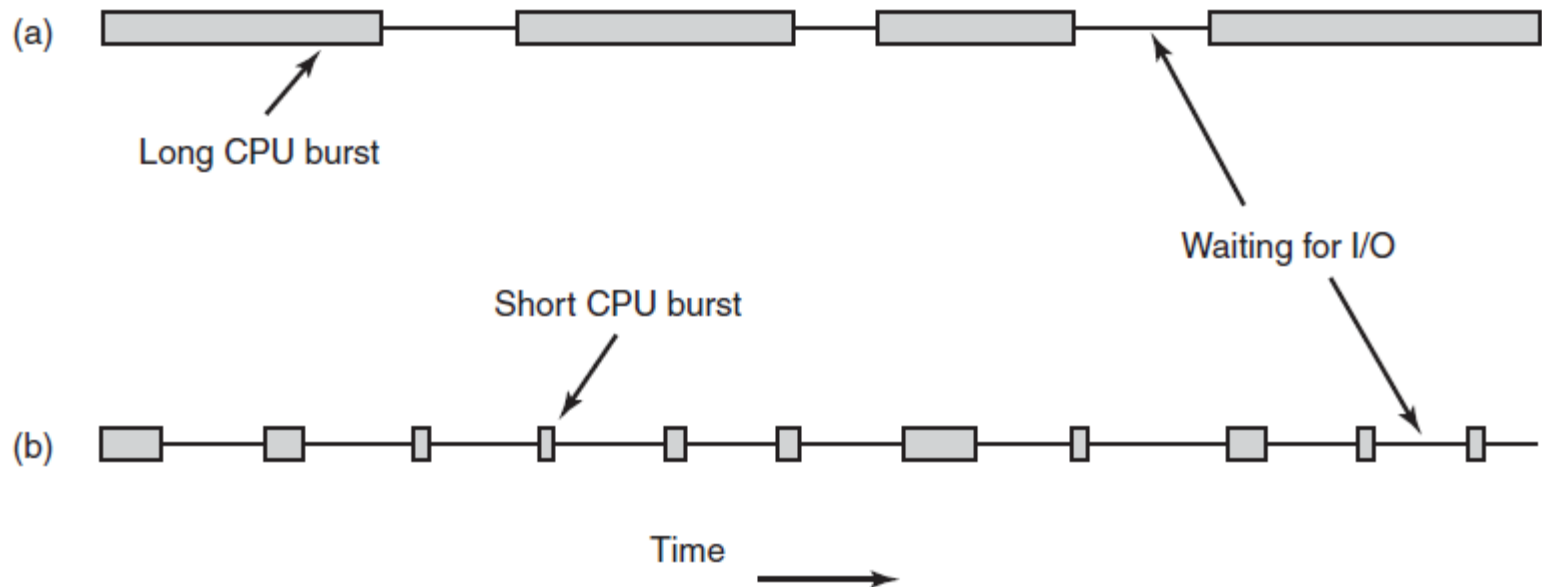 (a)
Long CPU burst
Waiting for I/O
Short CPU burst
(b)
Time